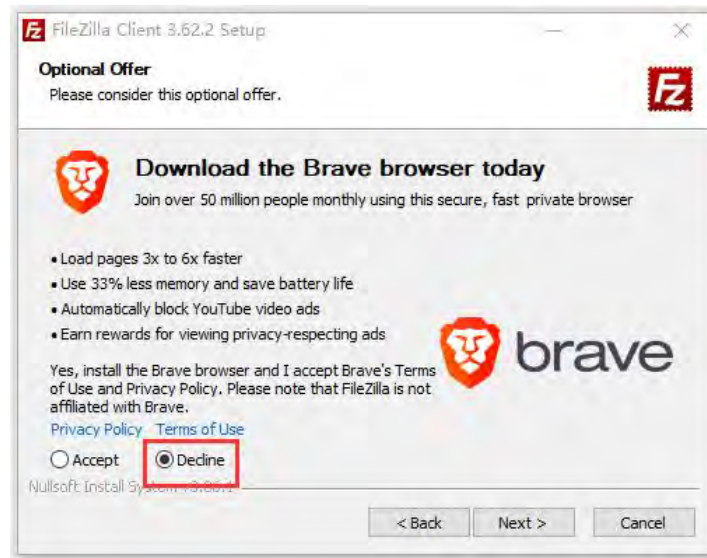 FileZilla Client 3.62.2 Setup
Optional Offer
Please consider this optional offer.
Fz
Download the Brave browser today
Join over 50 million people monthly using this secure, fast private browser
• Load pages 3x to 6x faster
• Use 33% less memory and save battery life
• Automatically block YouTube video ads
• Earn rewards for viewing privacy-respecting ads
brave
Yes, install the Brave browser and I accept Brave's Terms
of Use and Privacy Policy. Please note that FileZilla is not
affiliated with Brave.
Privacy Policy Terms of Use
Accept Decline
Nullsoft Install
< Back Next > Cancel